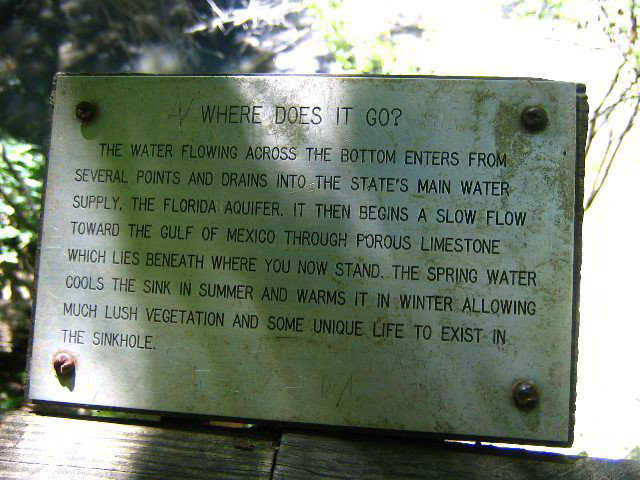 WHERE DOES IT GO?
THE WATER FLOWING ACROSS THE BOTTOM ENTERS FROM
SEVERAL POINTS AND DRAINS INTO THE STATE'S MAIN WATER
SUPPLY, THE FLORIDA AQUIFER. IT THEN BEGINS A SLOW FLOW
TOWARD THE GULF OF MEXICO THROUGH POROUS LIMESTONE
WHICH LIES BENEATH WHERE YOU NOW STAND. THE SPRING WATER
COOLS THE SINK IN SUMMER AND WARMS IT IN WINTER ALLOWING
MUCH LUSH VEGETATION AND SOME UNIQUE LIFE TO EXIST IN
THE SINKHOLE.